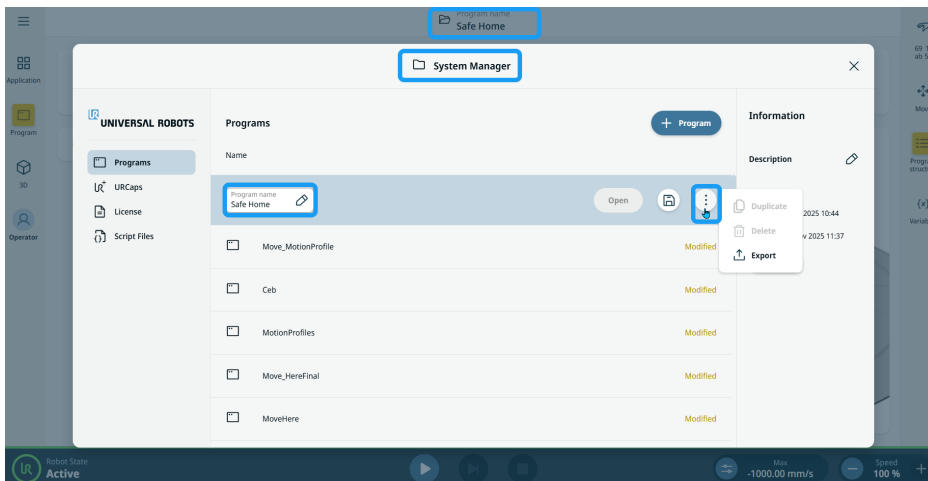 Program name
Safe Home
System Manager
Application
Program
3D
Operator
UNIVERSAL ROBOTS
Programs
URCaps
License
Script Files
Programs
+ Program
Name
Program name
Safe Home
Open
Move_MotionProfile
Modified
Ceb
Modified
MotionProfiles
Modified
Move_HereFinal
Modified
MoveHere
Modified
Information
Description
Duplicate
Delete
Export
2025 10:44
2025 11:37
Robot State
Active
Max
-1000.00 mm/s
Speed
100 %